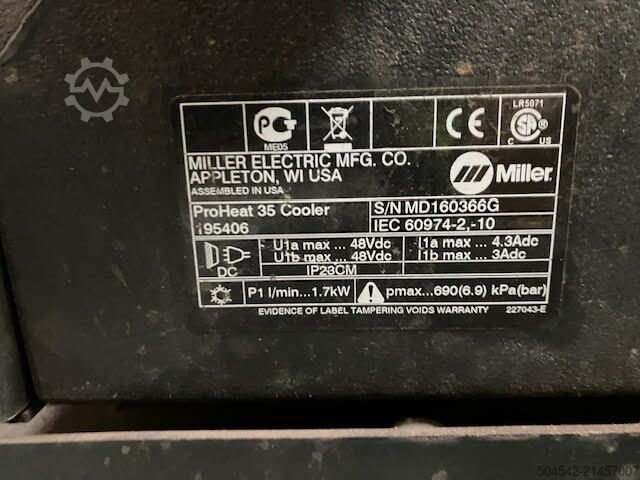 LR5071
PCT
CE
SA®
ME05
C US
MILLER ELECTRIC MFG. CO.
APPLETON, WI USA
ASSEMBLED IN USA
Miller
ProHeat 35 Cooler
S/N MD160366G
195406
IEC 60974-2,-10
U1a max ... 48Vdc
I1a max ... 4.3Adc
U1b max ... 48Vdc
I1b max ... 3Adc
DC
IP23CM
P1 l/min...1.7kW
pmax...690(6.9) kPa(bar)
EVIDENCE OF LABEL TAMPERING VOIDS WARRANTY
227043-E
504542-21457007